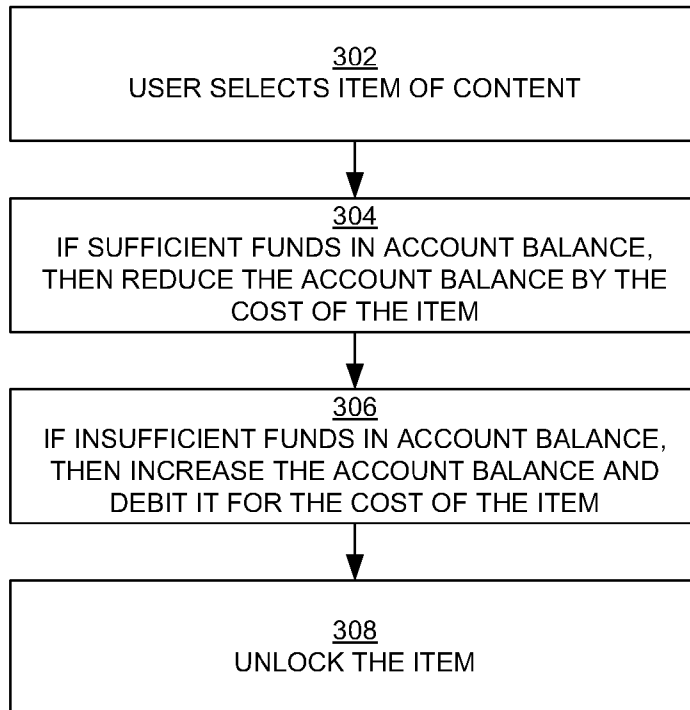 302
USER SELECTS ITEM OF CONTENT
304
IF SUFFICIENT FUNDS IN ACCOUNT BALANCE,
THEN REDUCE THE ACCOUNT BALANCE BY THE
COST OF THE ITEM
306
IF INSUFFICIENT FUNDS IN ACCOUNT BALANCE,
THEN INCREASE THE ACCOUNT BALANCE AND
DEBIT IT FOR THE COST OF THE ITEM
308
UNLOCK THE ITEM